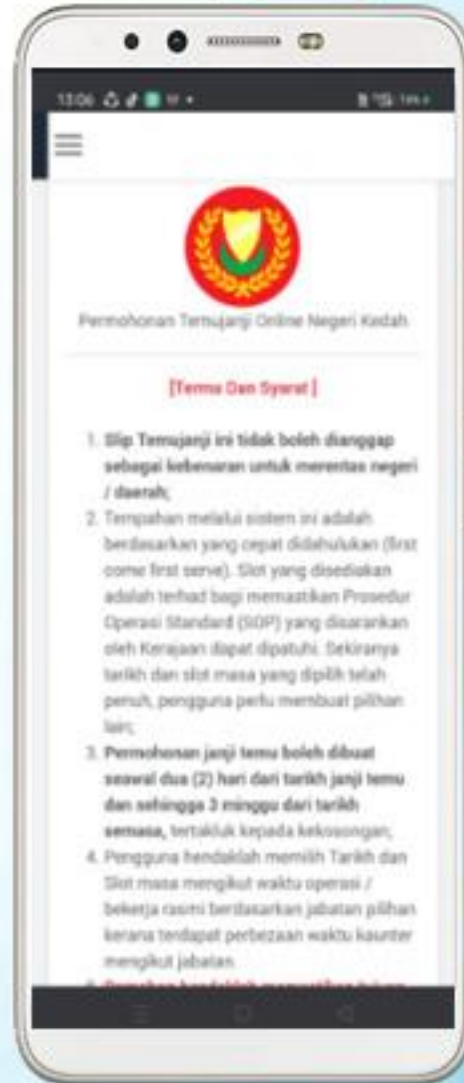 13:06
Permohonan Temujanji Online Negeri Kedah
[Terma Dan Syarat ]
1. Slip Temujanji ini tidak boleh dianggap
sebagai kebenaran untuk merentas negeri
/ daerah;
2. Tempahan melalui sistem ini adalah
berdasarkan yang cepat didahulukan (first
come first serve). Slot yang disediakan
adalah terhad bagi memastikan Prosedur
Operasi Standard (SOP) yang disarankan
oleh Kerajaan dapat dipatuhi. Sekiranya
tarikh dan slot masa yang dipilih telah
penuh, pengguna perlu membuat pilihan
lain;
3. Permohonan janji temu boleh dibuat
seawal dua (2) hari dari tarikh janji temu
dan sehingga 3 minggu dari tarikh
semasa, tertakluk kepada kekosongan;
4. Pengguna hendaklah memilih Tarikh dan
Slot masa mengikut waktu operasi /
bekerja rasmi berdasarkan jabatan pilihan
kerana terdapat perbezaan waktu kaunter
mengikut jabatan